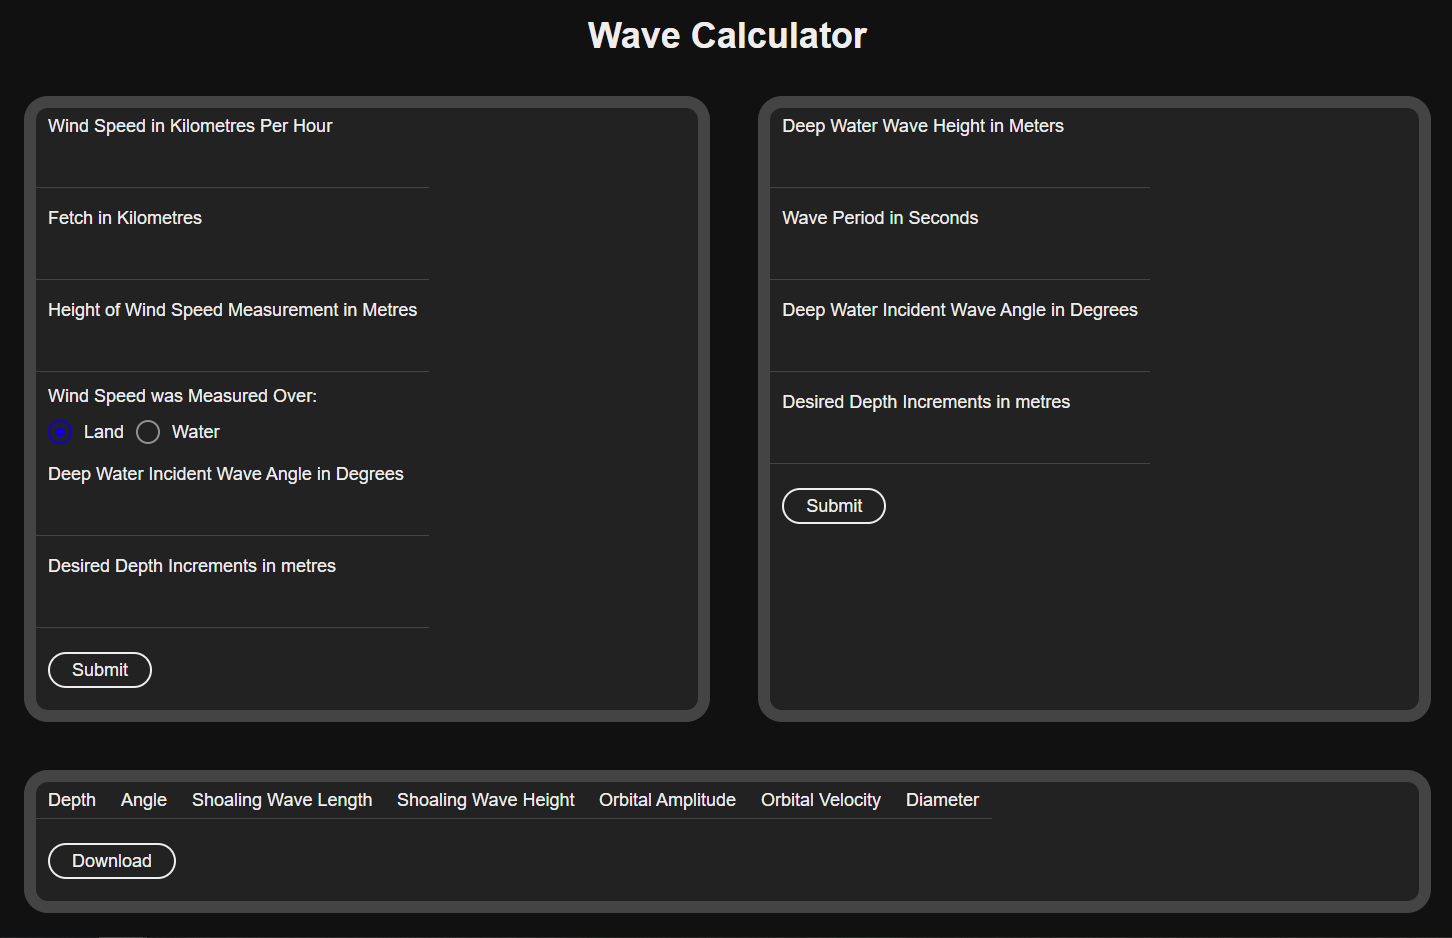 Wave Calculator
Wind Speed in Kilometres Per Hour
Fetch in Kilometres
Height of Wind Speed Measurement in Metres
Wind Speed was Measured Over:
Land Water
Deep Water Incident Wave Angle in Degrees
Desired Depth Increments in metres
Submit
Deep Water Wave Height in Meters
Wave Period in Seconds
Deep Water Incident Wave Angle in Degrees
Desired Depth Increments in metres
Submit
Depth Angle Shoaling Wave Length Shoaling Wave Height Orbital Amplitude Orbital Velocity Diameter
Download